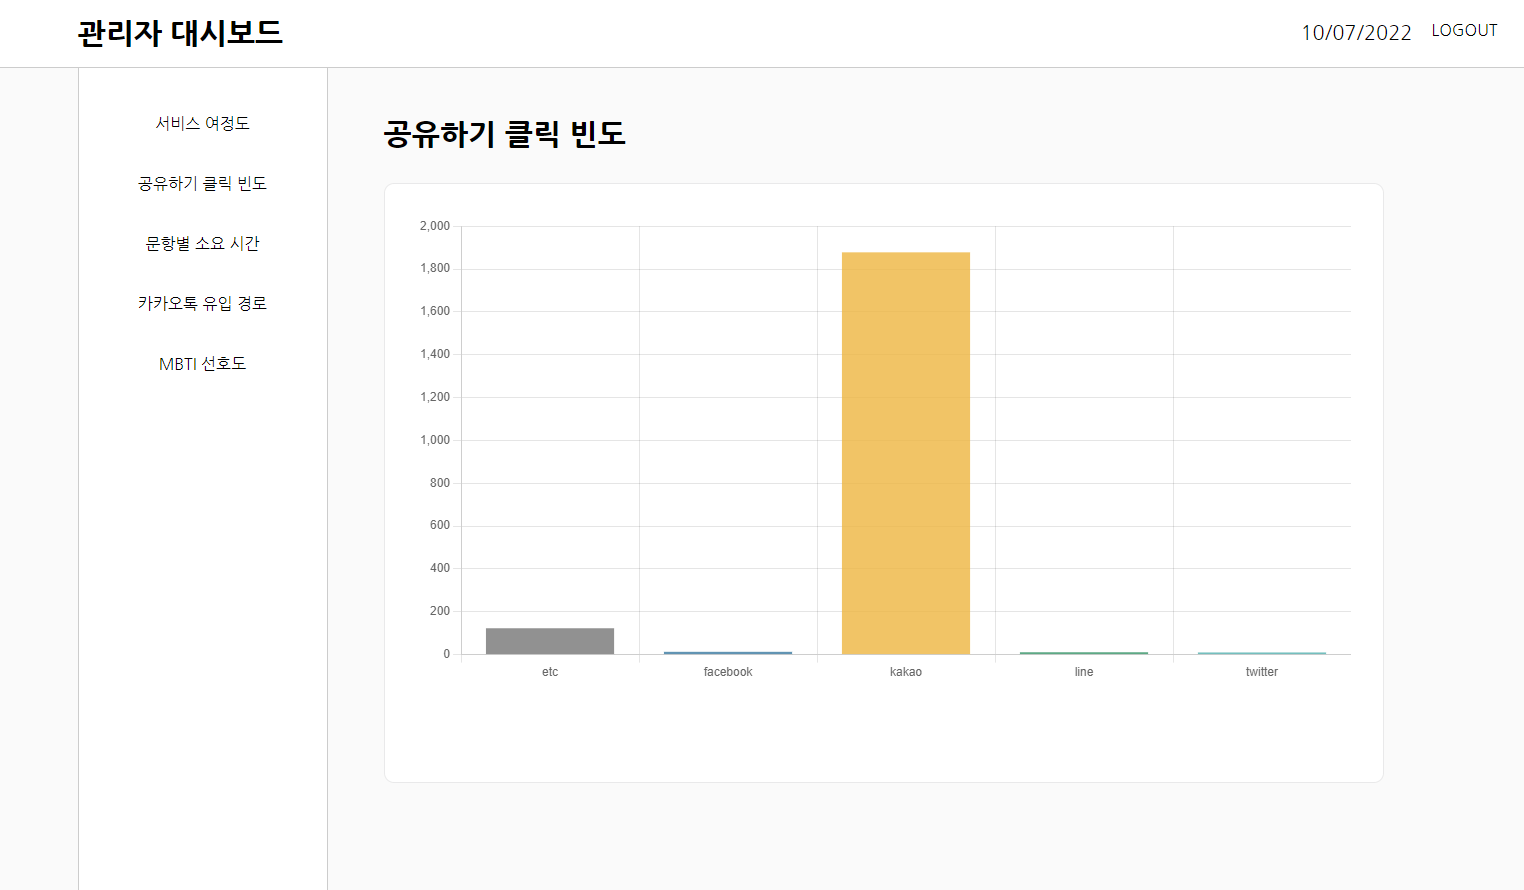 관리자 대시보드
10/07/2022 LOGOUT
서비스 여정도
공유하기 클릭 빈도
문항별 소요 시간
카카오톡 유입 경로
MBTI 선호도
공유하기 클릭 빈도
2,000
1,800
1,600
1,400
1,200
1,000
800
600
400
200
0
etc facebook kakao line twitter